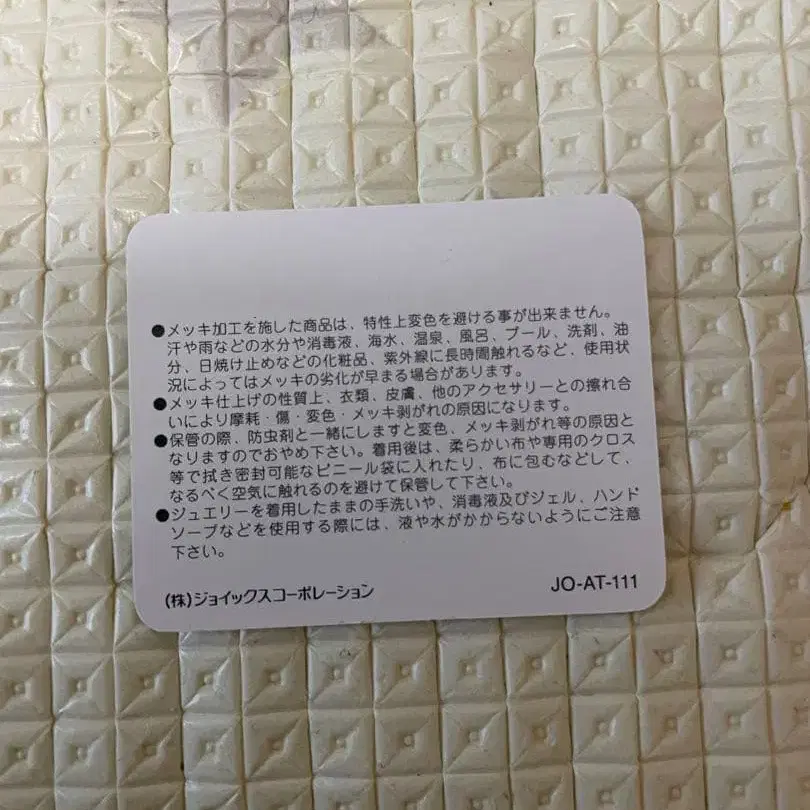 ●メッキ加工を施した商品は、特性上変色を避ける事が出来ません。
汗や雨などの水分や消毒液、海水、温泉、風呂、プール、洗剤、油
分、日焼け止めなどの化粧品、紫外線に長時間触れるなど、使用状
況によってはメッキの劣化が早まる場合があります。
●メッキ仕上げの性質上、衣類、皮膚、他のアクセサリーとの擦れ合
いにより摩耗・傷・変色・メッキ剥がれの原因になります。
●保管の際、防虫剤と一緒にしますと変色、メッキ剥がれ等の原因と
なりますのでおやめ下さい。着用後は、柔らかい布や専用のクロス
等で拭き密封可能なビニール袋に入れたり、布に包むなどして、
なるべく空気に触れるのを避けて保管して下さい。
●ジュエリーを着用したままの手洗いや、消毒液及びジェル、ハンド
ソープなどを使用する際には、液や水がかからないようにご注意
下さい。
(株)ジョイックスコーポレーション JO-AT-111